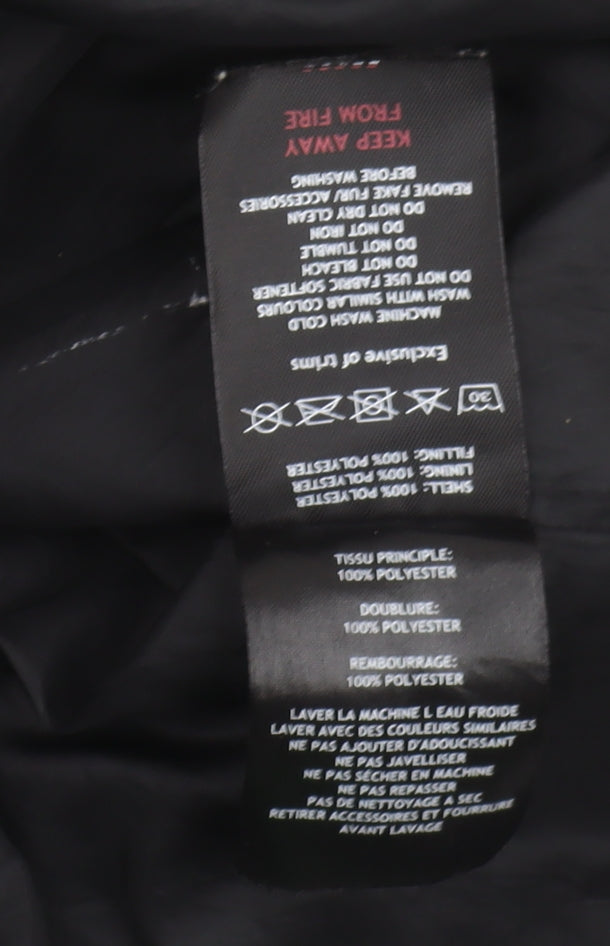 SHELL: 100% POLYESTER
LINING: 100% POLYESTER
FILLING: 100% POLYESTER
30
Exclusive of trims
MACHINE WASH COLD
WASH WITH SIMILAR COLOURS
DO NOT USE FABRIC SOFTENER
DO NOT BLEACH
DO NOT TUMBLE
DO NOT IRON
DO NOT DRY CLEAN
REMOVE FAKE FUR/ ACCESSORIES
BEFORE WASHING
KEEP AWAY
FROM FIRE
TISSU PRINCIPLE:
100% POLYESTER
DOUBLURE:
100% POLYESTER
REMBOURRAGE:
100% POLYESTER
LAVER LA MACHINE L EAU FROIDE
LAVER AVEC DES COULEURS SIMILAIRES
NE PAS AJOUTER D'ADOUCISSANT
NE PAS JAVELLISER
NE PAS SÉCHER EN MACHINE
NE PAS REPASSER
PAS DE NETTOYAGE A SEC
RETIRER ACCESSOIRES ET FOURRURE
AVANT LAVAGE